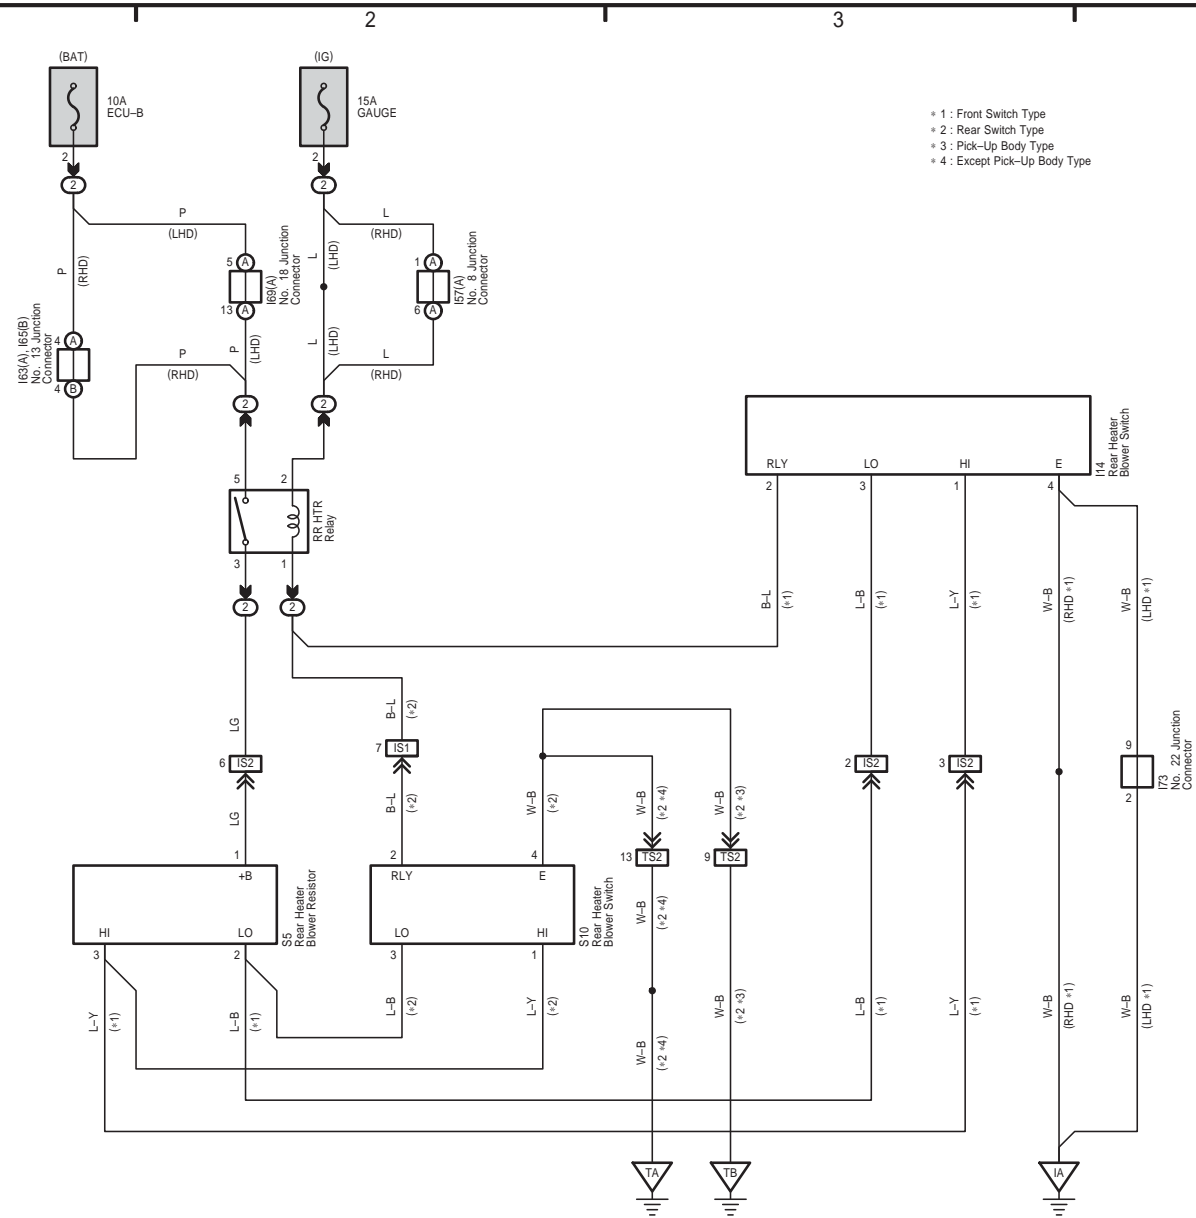 2
3
(BAT)
(IG)
10A
ECU–B
15A
GAUGE
∗ 1 : Front Switch Type
∗ 2 : Rear Switch Type
∗ 3 : Pick–Up Body Type
∗ 4 : Except Pick–Up Body Type
2
2
2
2
P
(LHD)
L
(RHD)
P
(RHD)
L
(LHD)
5
A
13
A
I69(A)
No. 18 Junction
Connector
1
A
6
A
I57(A)
No. 8 Junction
Connector
4
A
4
B
I63(A), I65(B)
No. 13 Junction
Connector
P
(LHD)
L
(LHD)
P
(RHD)
L
(RHD)
2
2
5
2
3
1
RR HTR
Relay
2
2
RLY
LO
HI
E
2
3
1
4
I14
Rear Heater
Blower Switch
B–L
(∗1)
L–B
(∗1)
L–Y
(∗1)
W–B
(RHD ∗1)
W–B
(LHD ∗1)
LG
B–L
(∗2)
6
IS2
7
IS1
2
IS2
3
IS2
9
2
I73
No. 22 Junction
Connector
LG
B–L
(∗2)
W–B
(∗2)
W–B
(∗2 ∗4)
W–B
(∗2 ∗3)
13
TS2
9
TS2
1
+B
HI
LO
3
2
S5
Rear Heater
Blower Resistor
2
4
RLY
E
LO
HI
3
1
S10
Rear Heater
Blower Switch
W–B
(∗2 ∗4)
L–Y
(∗1)
L–B
(∗1)
L–B
(∗2)
L–Y
(∗2)
W–B
(∗2 ∗4)
W–B
(∗2 ∗3)
L–B
(∗1)
L–Y
(∗1)
W–B
(RHD ∗1)
W–B
(LHD ∗1)
TA
TB
IA